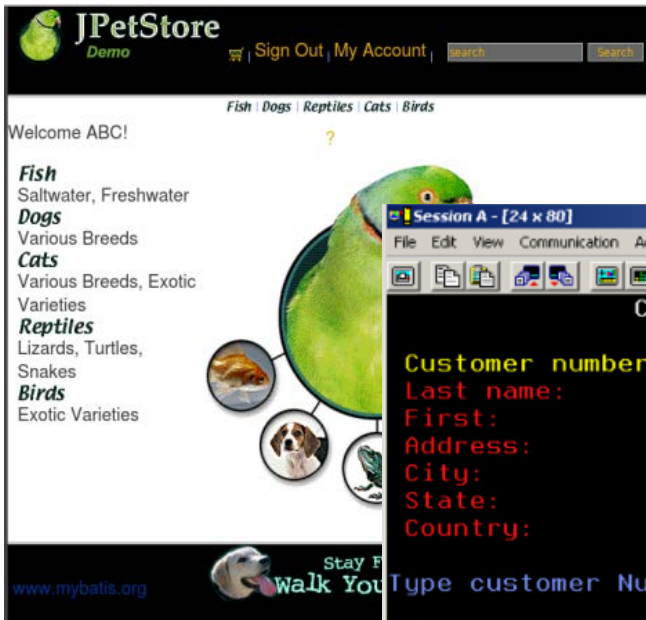 JPetStore
Demo
Sign Out | My Account |
search
Search
Fish | Dogs | Reptiles | Cats | Birds
Welcome ABC!
?
Fish
Saltwater, Freshwater
Dogs
Various Breeds
Cats
Various Breeds, Exotic
Varieties
Reptiles
Lizards, Turtles,
Snakes
Birds
Exotic Varieties
www.mybatis.org
Stay F
Walk You
Session A - [24 x 80]
File Edit View Communication A
C
Customer number
Last name:
First:
Address:
City:
State:
Country:
Type customer Nu